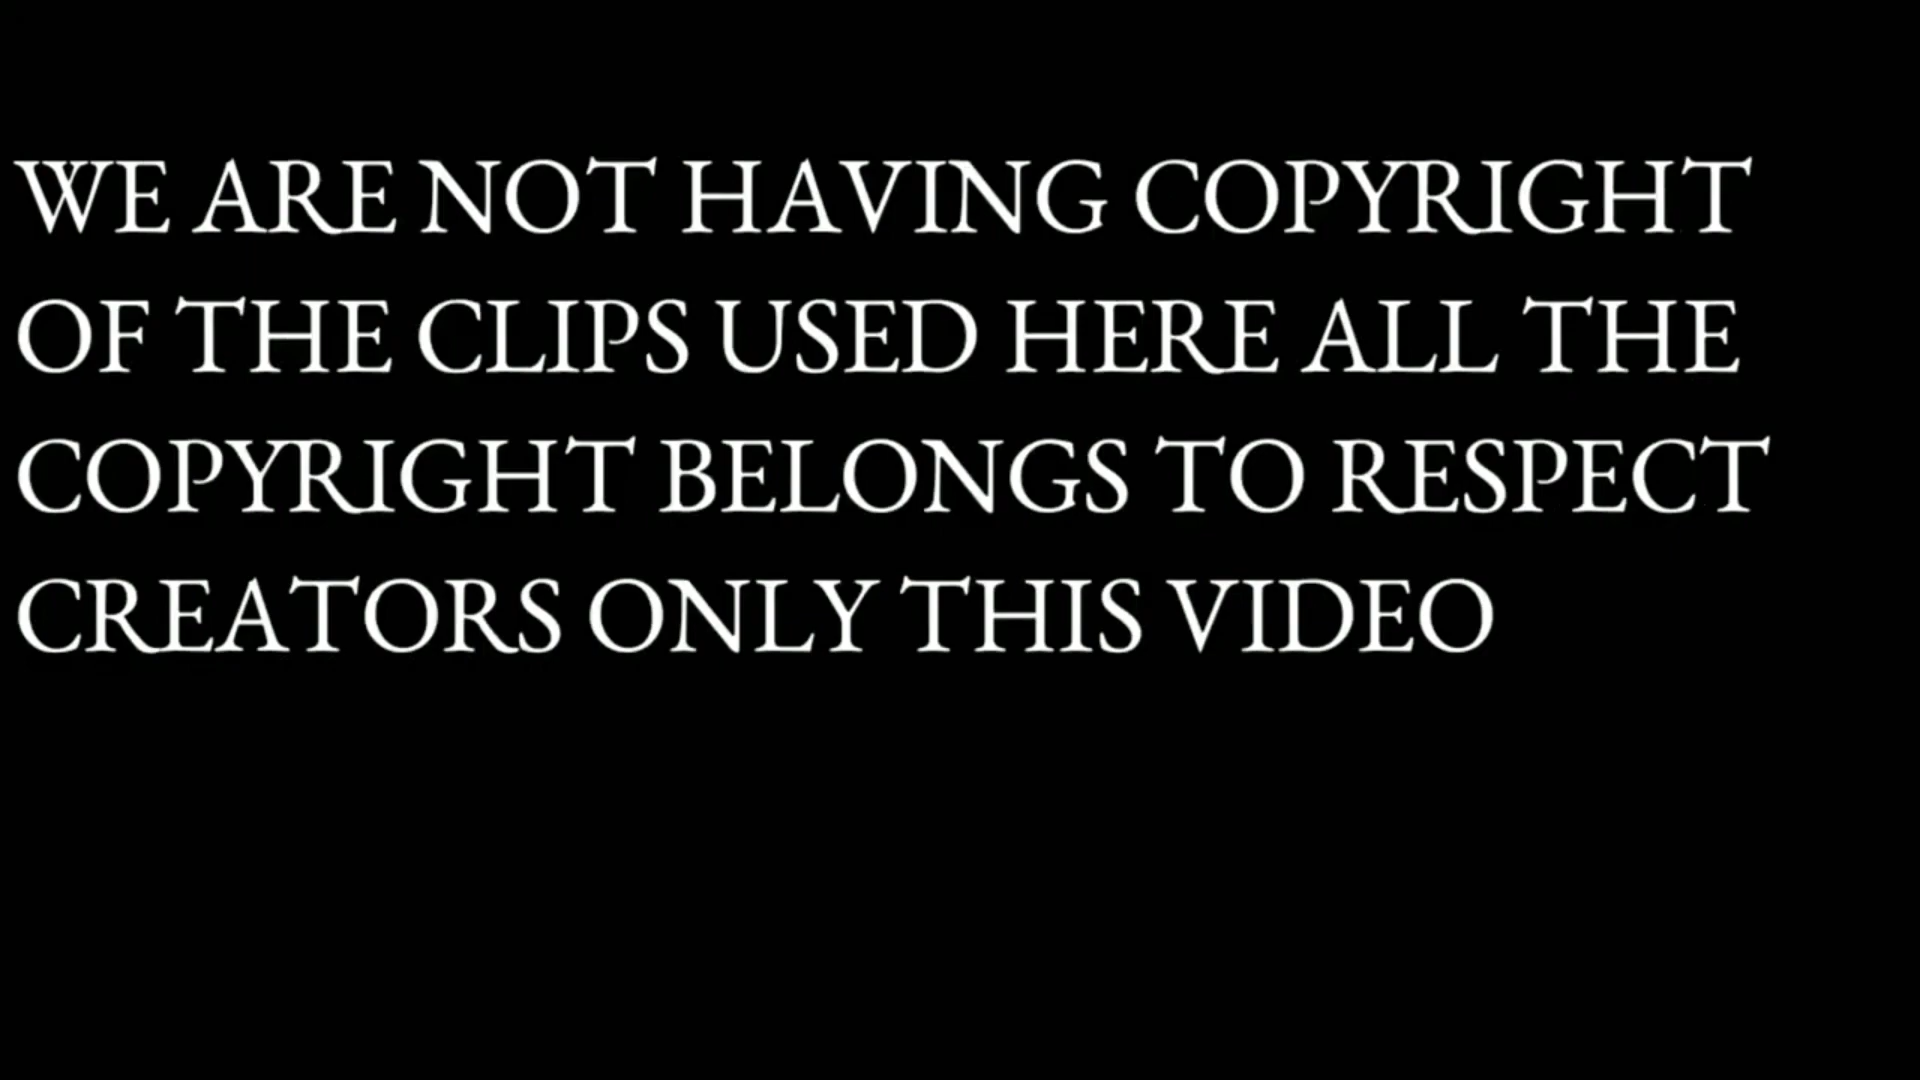 WE ARE NOT HAVING COPYRIGHT
OF THE CLIPS USED HERE ALL THE
COPYRIGHT BELONGS TO RESPECT
CREATORS ONLY THIS VIDEO